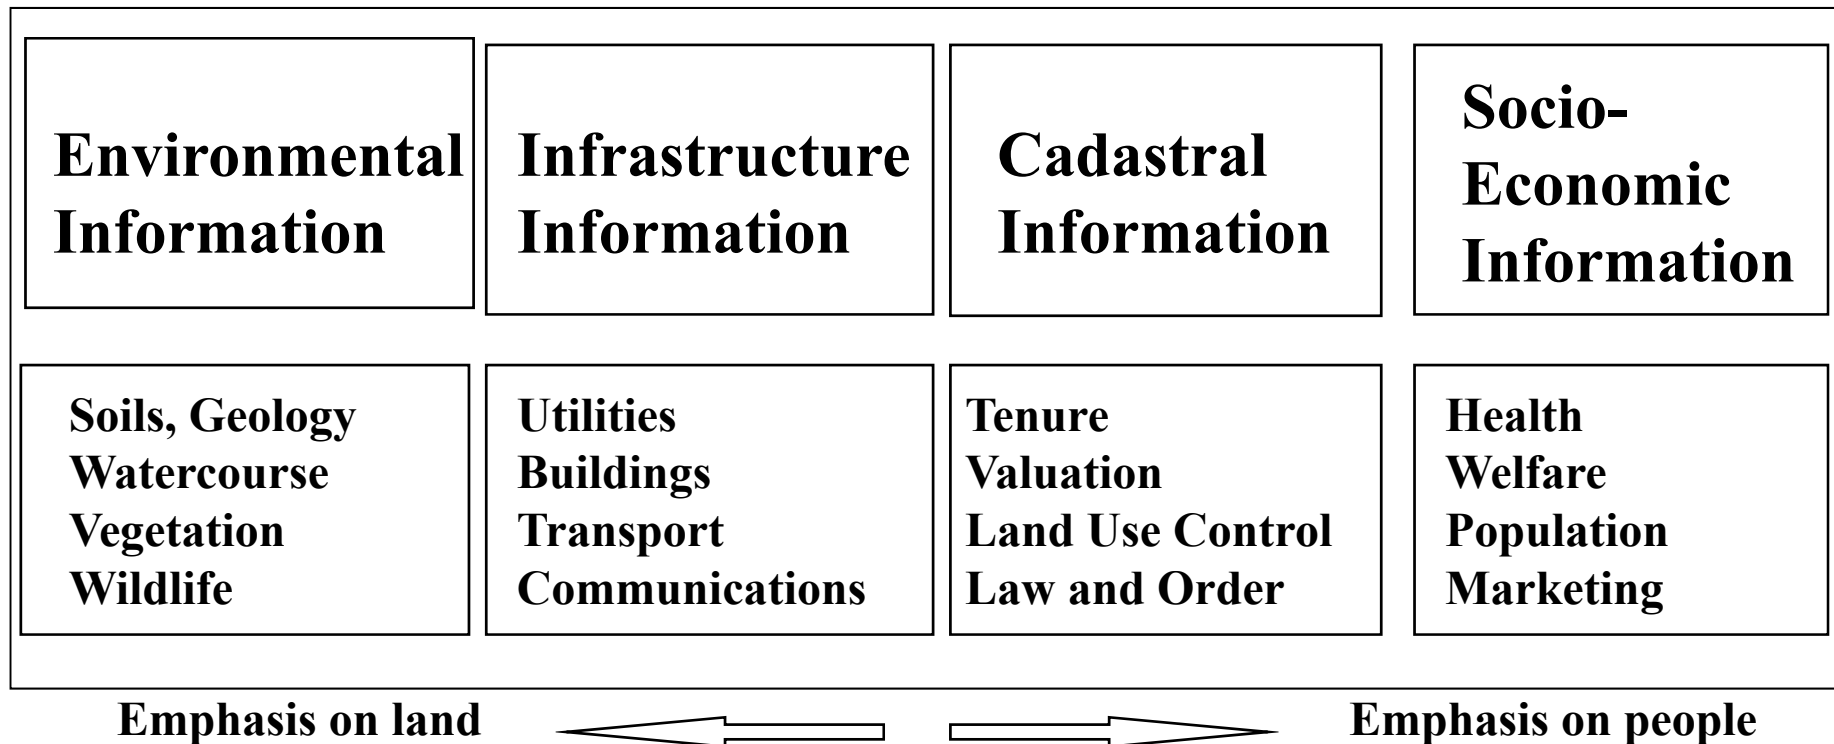 Environmental
Information
Infrastructure
Information
Cadastral
Information
Socio-
Economic
Information
Soils, Geology
Watercourse
Vegetation
Wildlife
Utilities
Buildings
Transport
Communications
Tenure
Valuation
Land Use Control
Law and Order
Health
Welfare
Population
Marketing
Emphasis on land
Emphasis on people